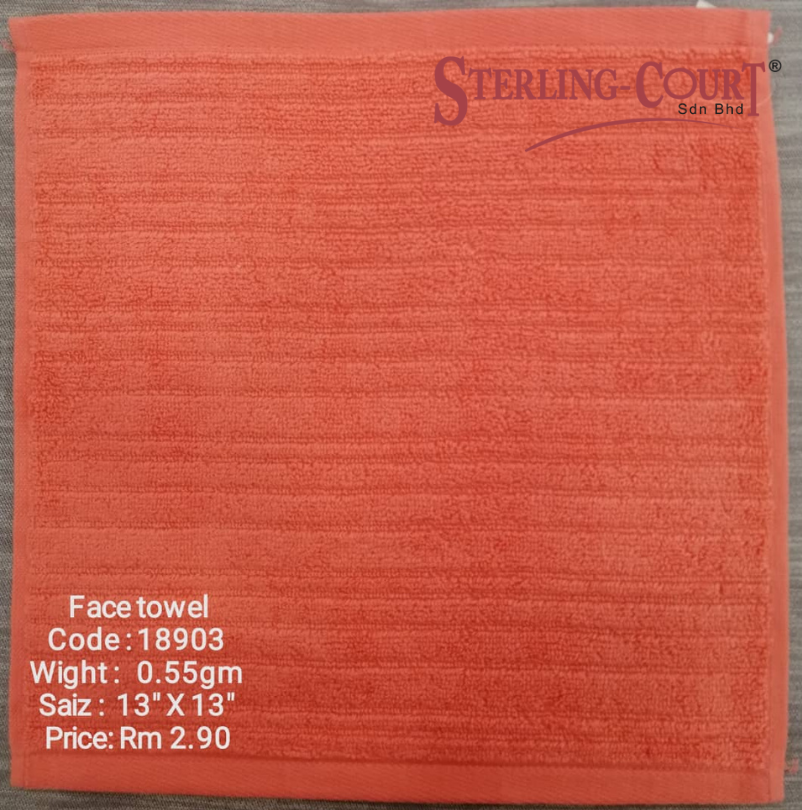 STERLING-COURT®
Sdn Bhd
Face towel
Code : 18903
Wight : 0.55gm
Saiz : 13" X 13"
Price: Rm 2.90